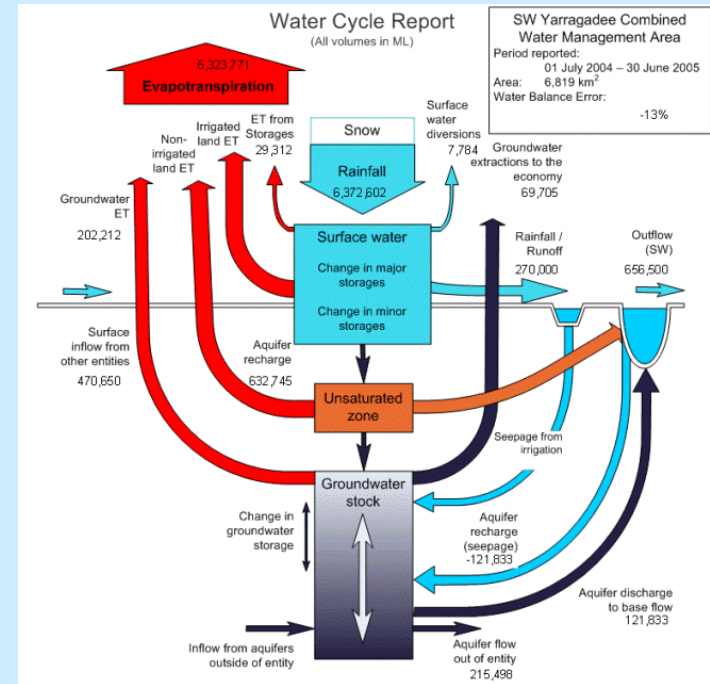 Water Cycle Report
(All volumes in ML)
SW Yarragadee Combined
Water Management Area
Period reported:
01 July 2004 – 30 June 2005
Area: 6,819 km²
Water Balance Error:
-13%
5,323,771
Evapotranspiration
Non-
irrigated
land ET
Irrigated
land ET
ET from
Storages
29,312
Snow
Rainfall
6,372,602
Surface
water
diversions
7,784
Groundwater
extractions to the
economy
69,705
Groundwater
ET
202,212
Surface water
Change in major
storages
Change in minor
storages
Rainfall /
Runoff
270,000
Outflow
(SW)
656,500
Surface
inflow from
other entities
470,650
Aquifer
recharge
632,745
Unsaturated
zone
Seepage from
irrigation
Groundwater
stock
Change in
groundwater
storage
Aquifer
recharge
(seepage)
-121,833
Aquifer discharge
to base flow
121,833
Inflow from aquifers
outside of entity
Aquifer flow
out of entity
215,498